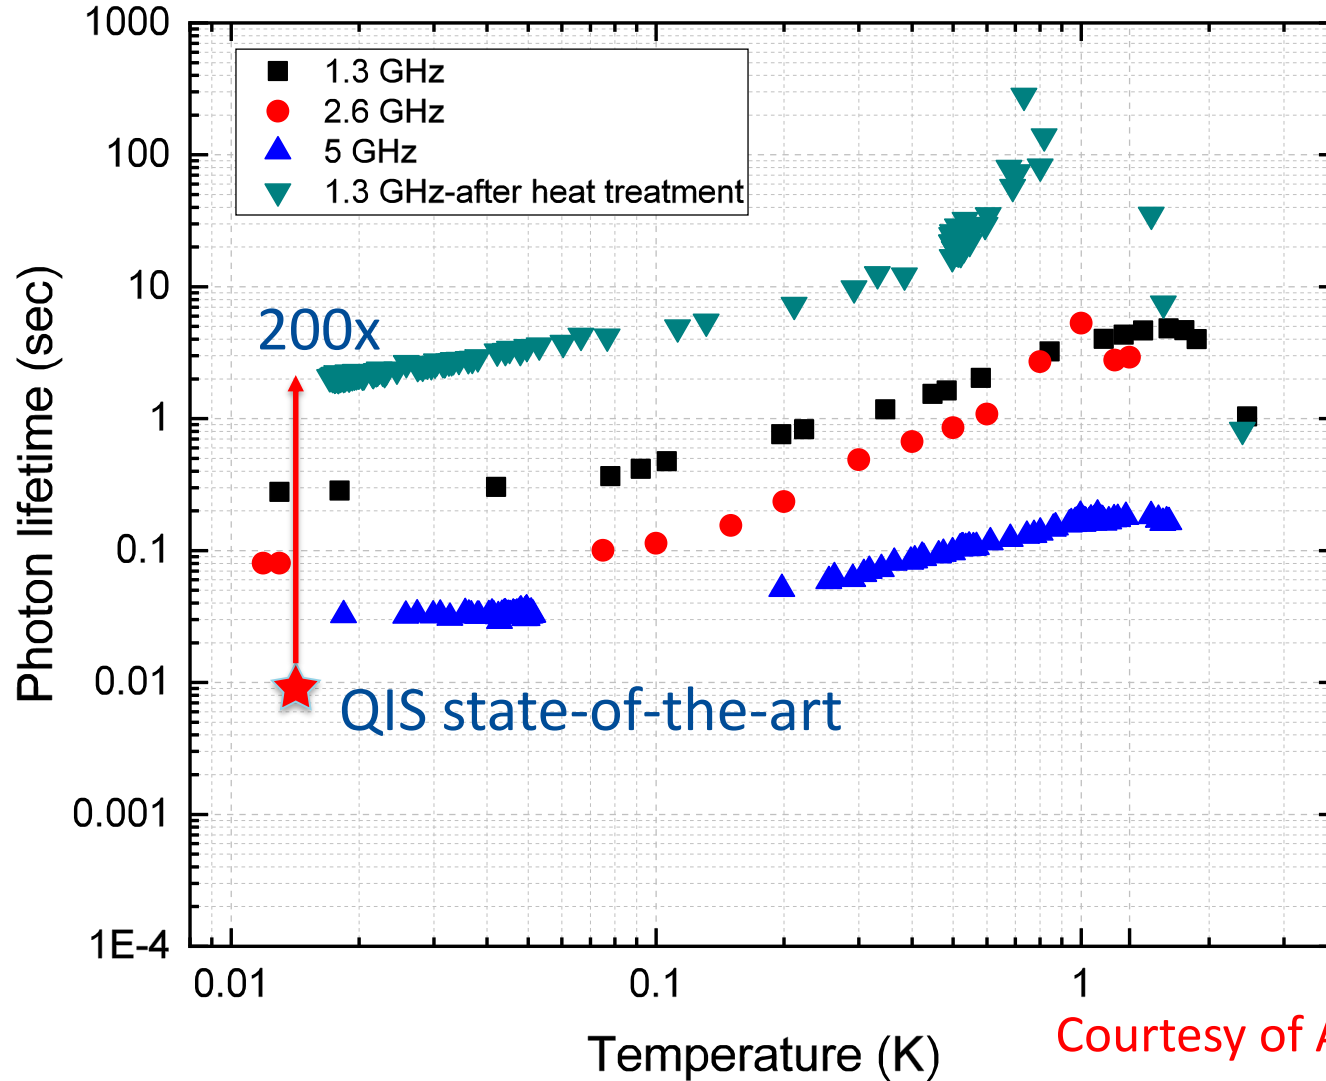 1000
100
10
1
0.1
0.01
0.001
1E-4
Photon lifetime (sec)
1.3 GHz
2.6 GHz
5 GHz
1.3 GHz-after heat treatment
200x
QIS state-of-the-art
0.01
0.1
1
Temperature (K)
Courtesy of A